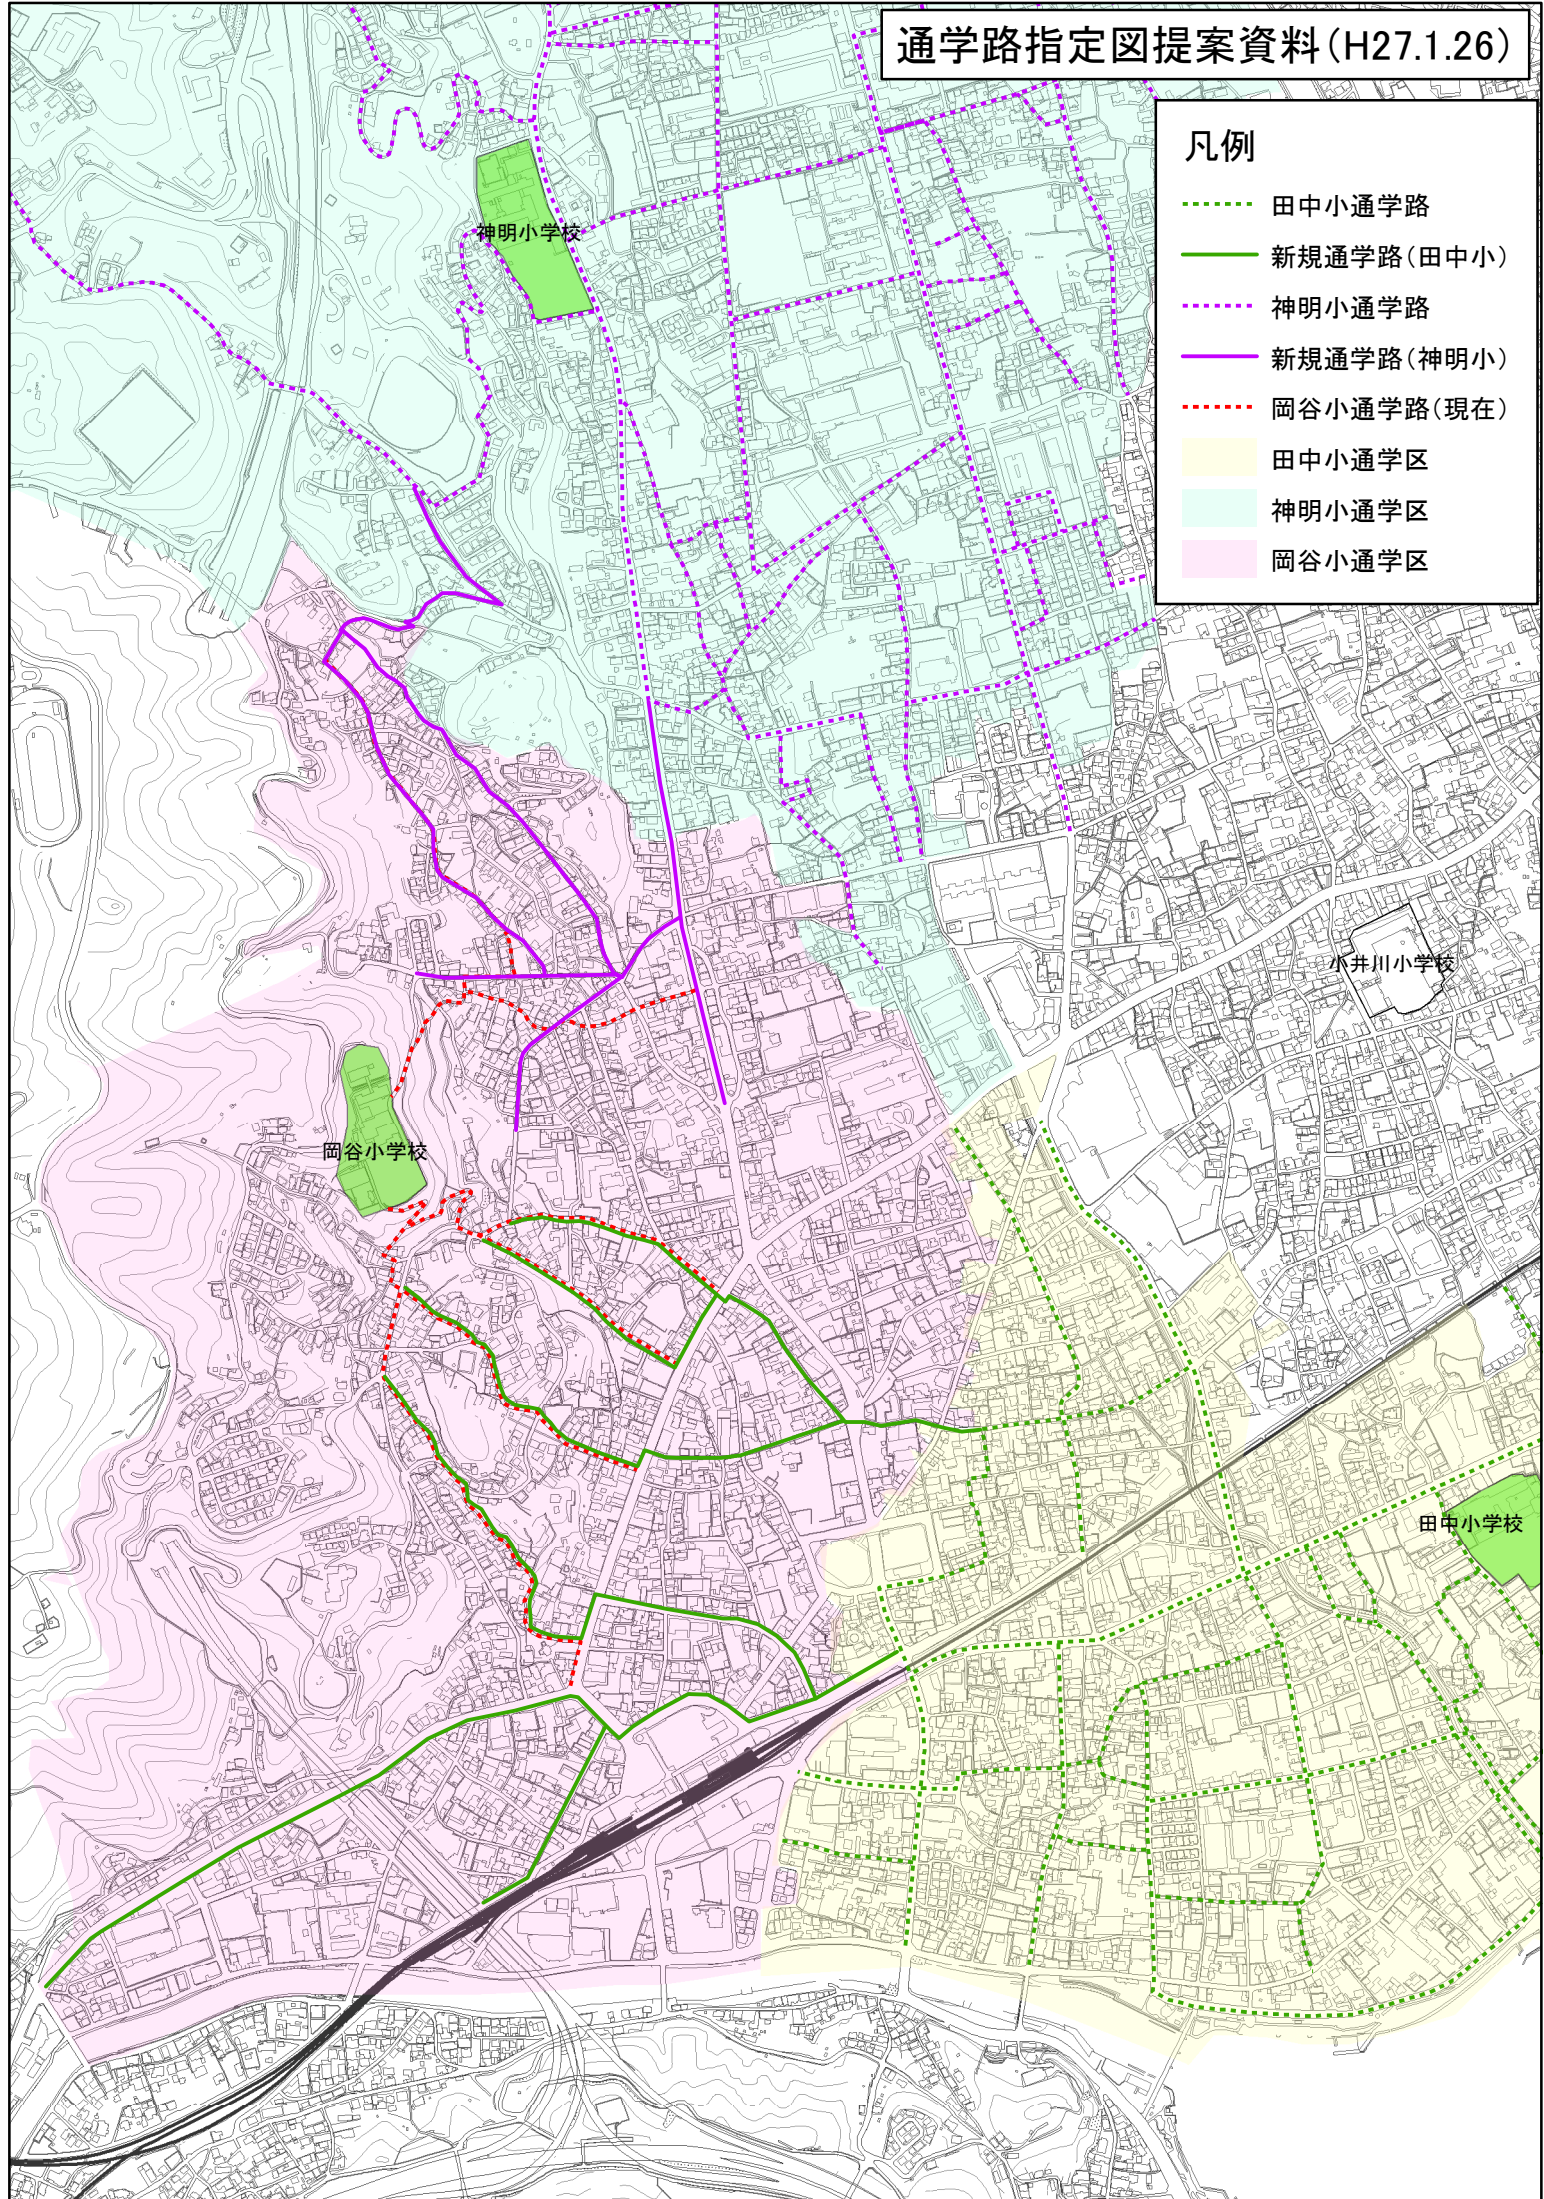 通学路指定図提案資料(H27.1.26)
凡例
田中小通学路
新規通学路(田中小)
神明小通学路
新規通学路(神明小)
岡谷小通学路(現在)
田中小通学区
神明小通学区
岡谷小通学区
神明小学校
小井川小学校
岡谷小学校
田中小学校